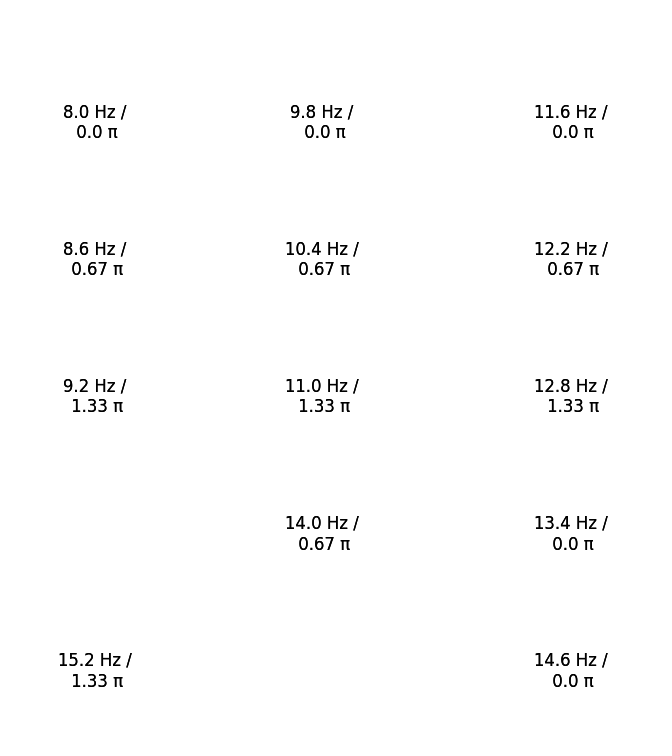 8.0 Hz /
0.0 π
9.8 Hz /
0.0 π
11.6 Hz /
0.0 π
8.6 Hz /
0.67 π
10.4 Hz /
0.67 π
12.2 Hz /
0.67 π
9.2 Hz /
1.33 π
11.0 Hz /
1.33 π
12.8 Hz /
1.33 π
14.0 Hz /
0.67 π
13.4 Hz /
0.0 π
15.2 Hz /
1.33 π
14.6 Hz /
0.0 π